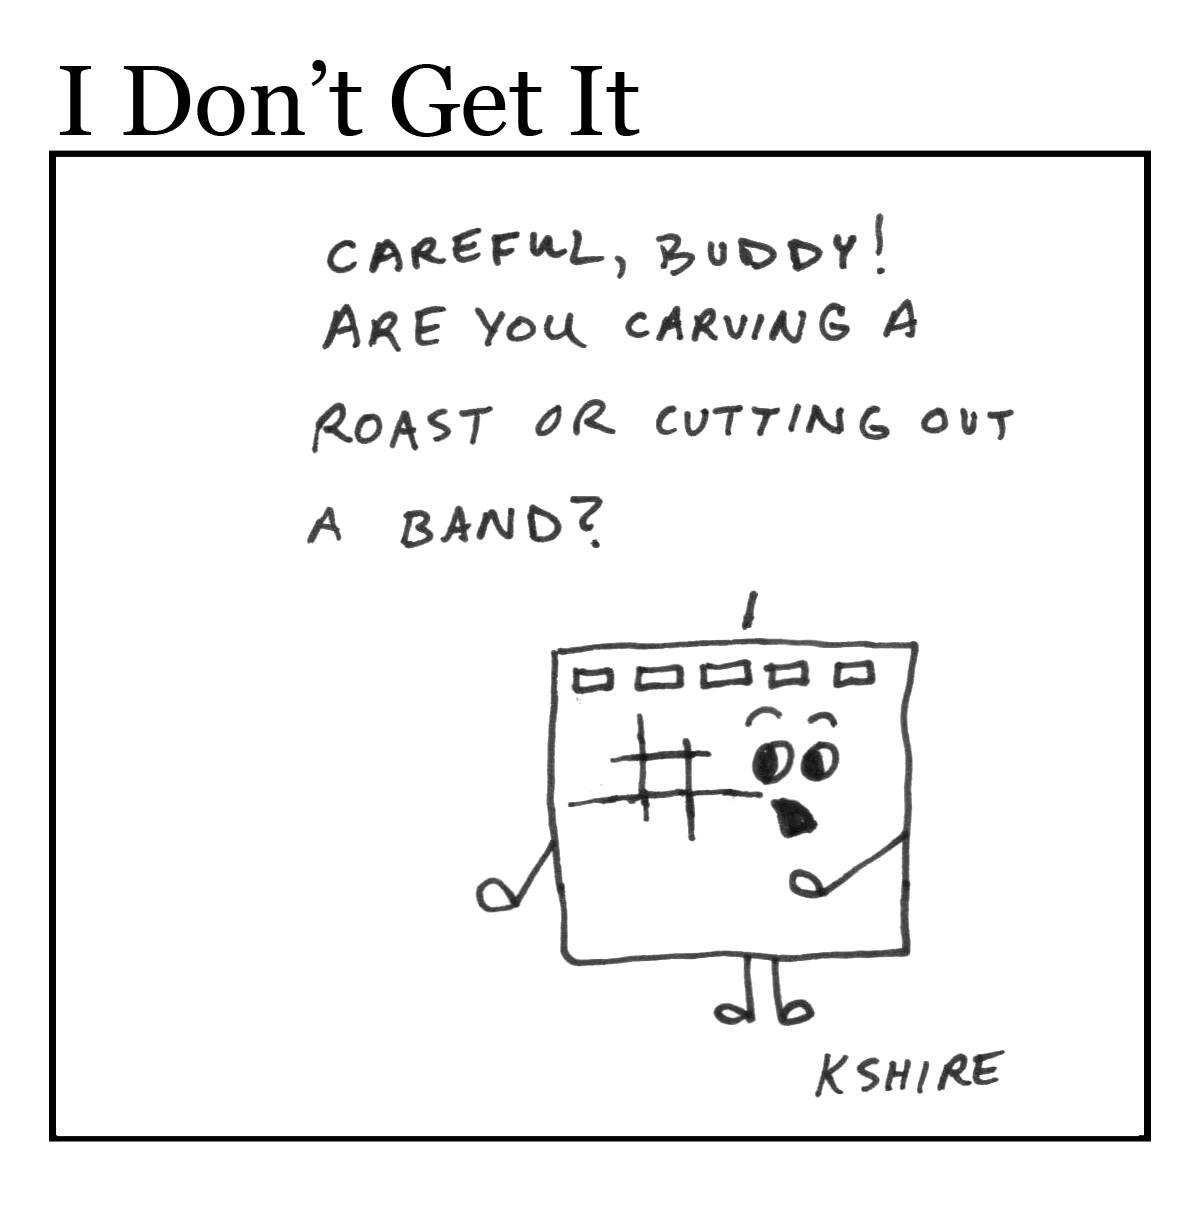 I Don’t Get It
CAREFUL, BUDDY!
ARE YOU CARVING A
ROAST OR CUTTING OUT
A BAND?
KSHIRE